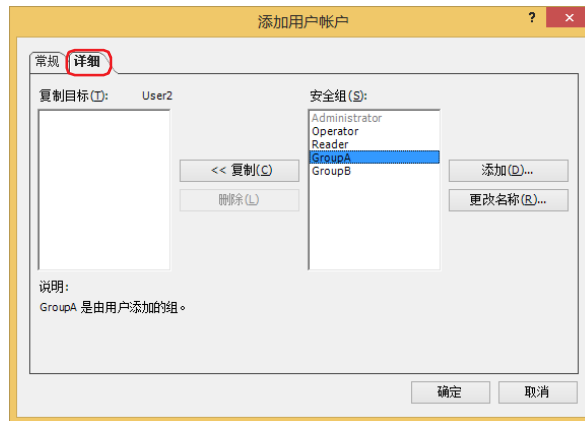 添加用户帐户
? ×
常规 详细
复制目标(T): User2
安全组(S):
Administrator
Operator
Reader
GroupA
GroupB
<< 复制(C)
删除(L)
添加(D)...
更改名称(R)...
说明:
GroupA 是由用户添加的组。
确定 取消